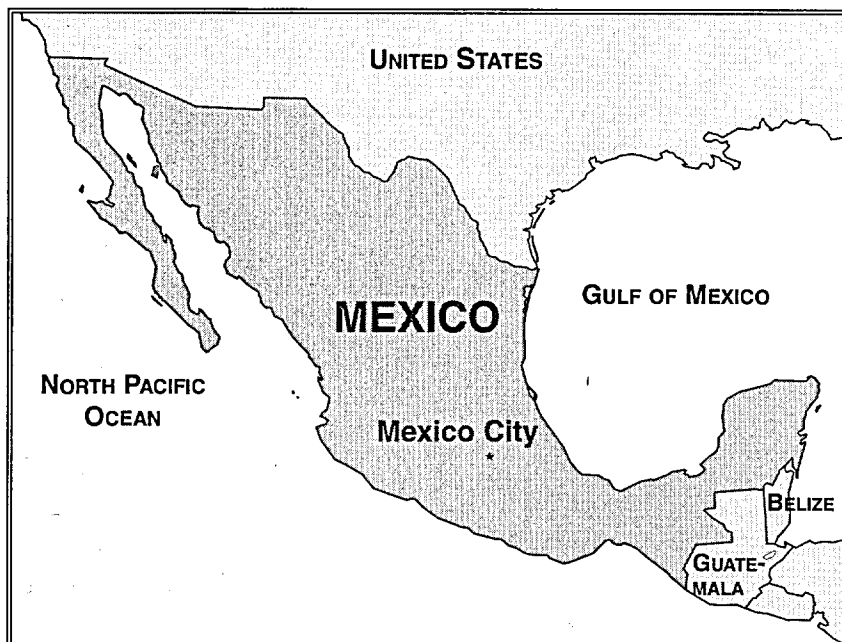 UNITED STATES
GULF OF MEXICO
MEXICO
NORTH PACIFIC
OCEAN
Mexico City
BELIZE
GUATE-
MALA